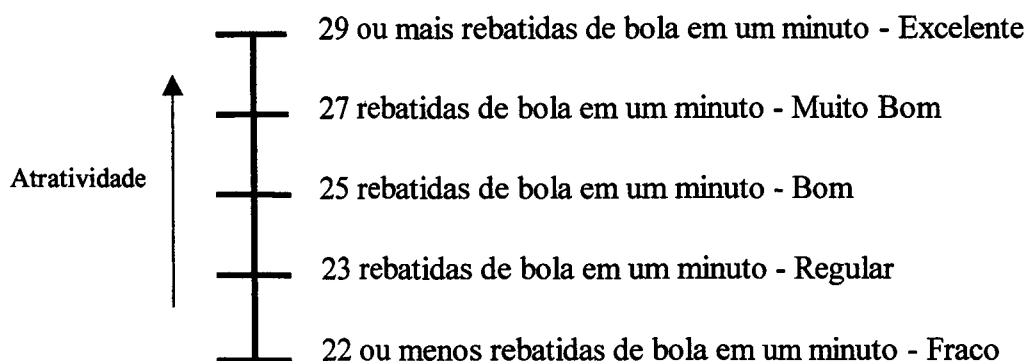 29 ou mais rebatidas de bola em um minuto - Excelente
27 rebatidas de bola em um minuto - Muito Bom
Atratividade
25 rebatidas de bola em um minuto - Bom
23 rebatidas de bola em um minuto - Regular
22 ou menos rebatidas de bola em um minuto - Fraco